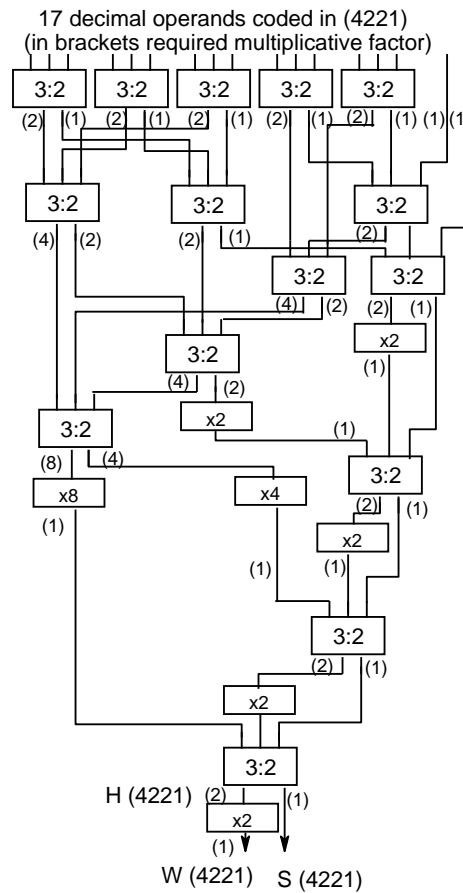 17 decimal operands coded in (4221)
(in brackets required multiplicative factor)
3:2 3:2 3:2 3:2 3:2
(2) (1) (2) (1) (2) (1) (2) (1) (2) (1) (1) (1
3:2 3:2 3:2
(4) (2) (2) (1) (2)
3:2 3:2
(4) (2) (2) (1)
3:2 x2
(4) (2) (1)
x2
3:2 (1)
(8) (4) 3:2
x8 x4 (2) (1)
(1) x2
(1) (1)
3:2
(2) (1)
x2
3:2
H (4221) (2) (1)
x2
(1)
W (4221) S (4221)